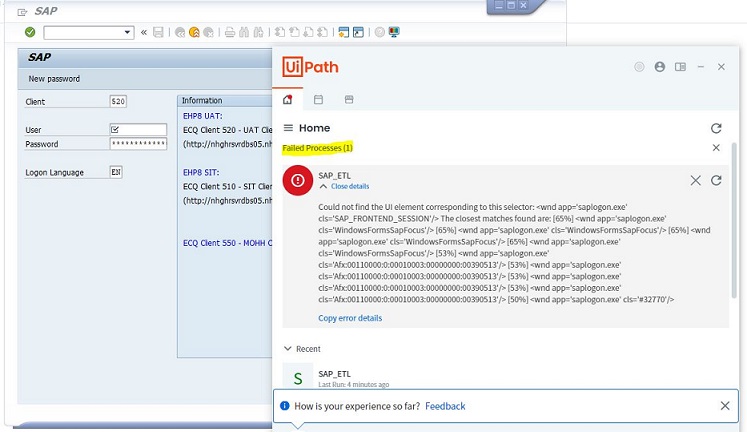 SAP
SAP
New password
Client 520
User
Password ************
Logon Language EN
Information
EHP8 UAT:
ECQ Client 520 - UAT Clie
(http://nhghrsvrdbs05.nh
EHP8 SIT:
ECQ Client 510 - SIT Clie
(http://nhghrsvrdbs05.nh
ECQ Client 550 - MOHH C
UiPath
Home
Failed Processes (1)
SAP_ETL
Close details
Could not find the UI element corresponding to this selector: <wnd app='saplogon.exe'
cls='SAP_FRONTEND_SESSION'/> The closest matches found are: [65%] <wnd app='saplogon.exe'
cls='WindowsFormsSapFocus'/> [65%] <wnd app='saplogon.exe' cls='WindowsFormsSapFocus'/> [65%] <wnd
app='saplogon.exe' cls='WindowsFormsSapFocus'/> [65%] <wnd app='saplogon.exe'
cls='WindowsFormsSapFocus'/> [53%] <wnd app='saplogon.exe'
cls='Afx:00110000:0:00010003:00000000:00390513'/> [53%] <wnd app='saplogon.exe'
cls='Afx:00110000:0:00010003:00000000:00390513'/> [53%] <wnd app='saplogon.exe'
cls='Afx:00110000:0:00010003:00000000:00390513'/> [53%] <wnd app='saplogon.exe'
cls='Afx:00110000:0:00010003:00000000:00390513'/> [50%] <wnd app='saplogon.exe' cls='#32770'/>
Copy error details
Recent
S
SAP_ETL
Last Run: 4 minutes ago
How is your experience so far? Feedback